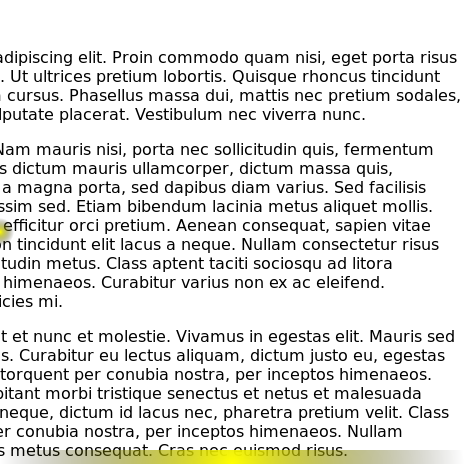 adipiscing elit. Proin commodo quam nisi, eget porta risus
. Ut ultrices pretium lobortis. Quisque rhoncus tincidunt
cursus. Phasellus massa dui, mattis nec pretium sodales,
placerat. Vestibulum nec viverra nunc.
Nam mauris nisi, porta nec sollicitudin quis, fermentum
s dictum mauris ullamcorper, dictum massa quis,
a magna porta, sed dapibus diam varius. Sed facilisis
ssim sed. Etiam bibendum lacinia metus aliquet mollis.
efficitur orci pretium. Aenean consequat, sapien vitae
n tincidunt elit lacus a neque. Nullam consectetur risus
tudin metus. Class aptent taciti sociosqu ad litora
himenaeos. Curabitur varius non ex ac eleifend.
icies mi.
t et nunc et molestie. Vivamus in egestas elit. Mauris sed
s. Curabitur eu lectus aliquam, dictum justo eu, egestas
torquent per conubia nostra, per inceptos himenaeos.
bitant morbi tristique senectus et netus et malesuada
neque, dictum id lacus nec, pharetra pretium velit. Class
er conubia nostra, per inceptos himenaeos. Nullam
s metus consequat. Cras nec euismod risus.